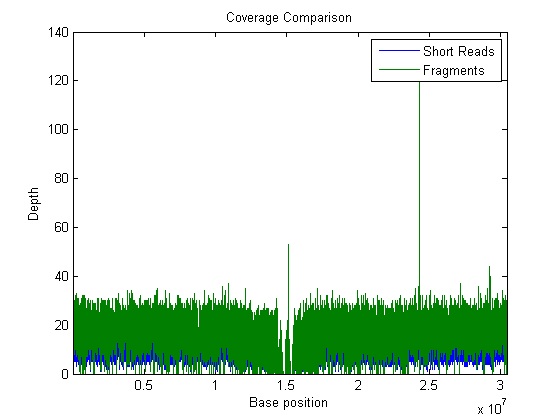 Coverage Comparison
Short Reads
Fragments
140
120
100
80
60
40
20
0
Depth
0.5
1
1.5
2
2.5
3
Base position
x 10^7